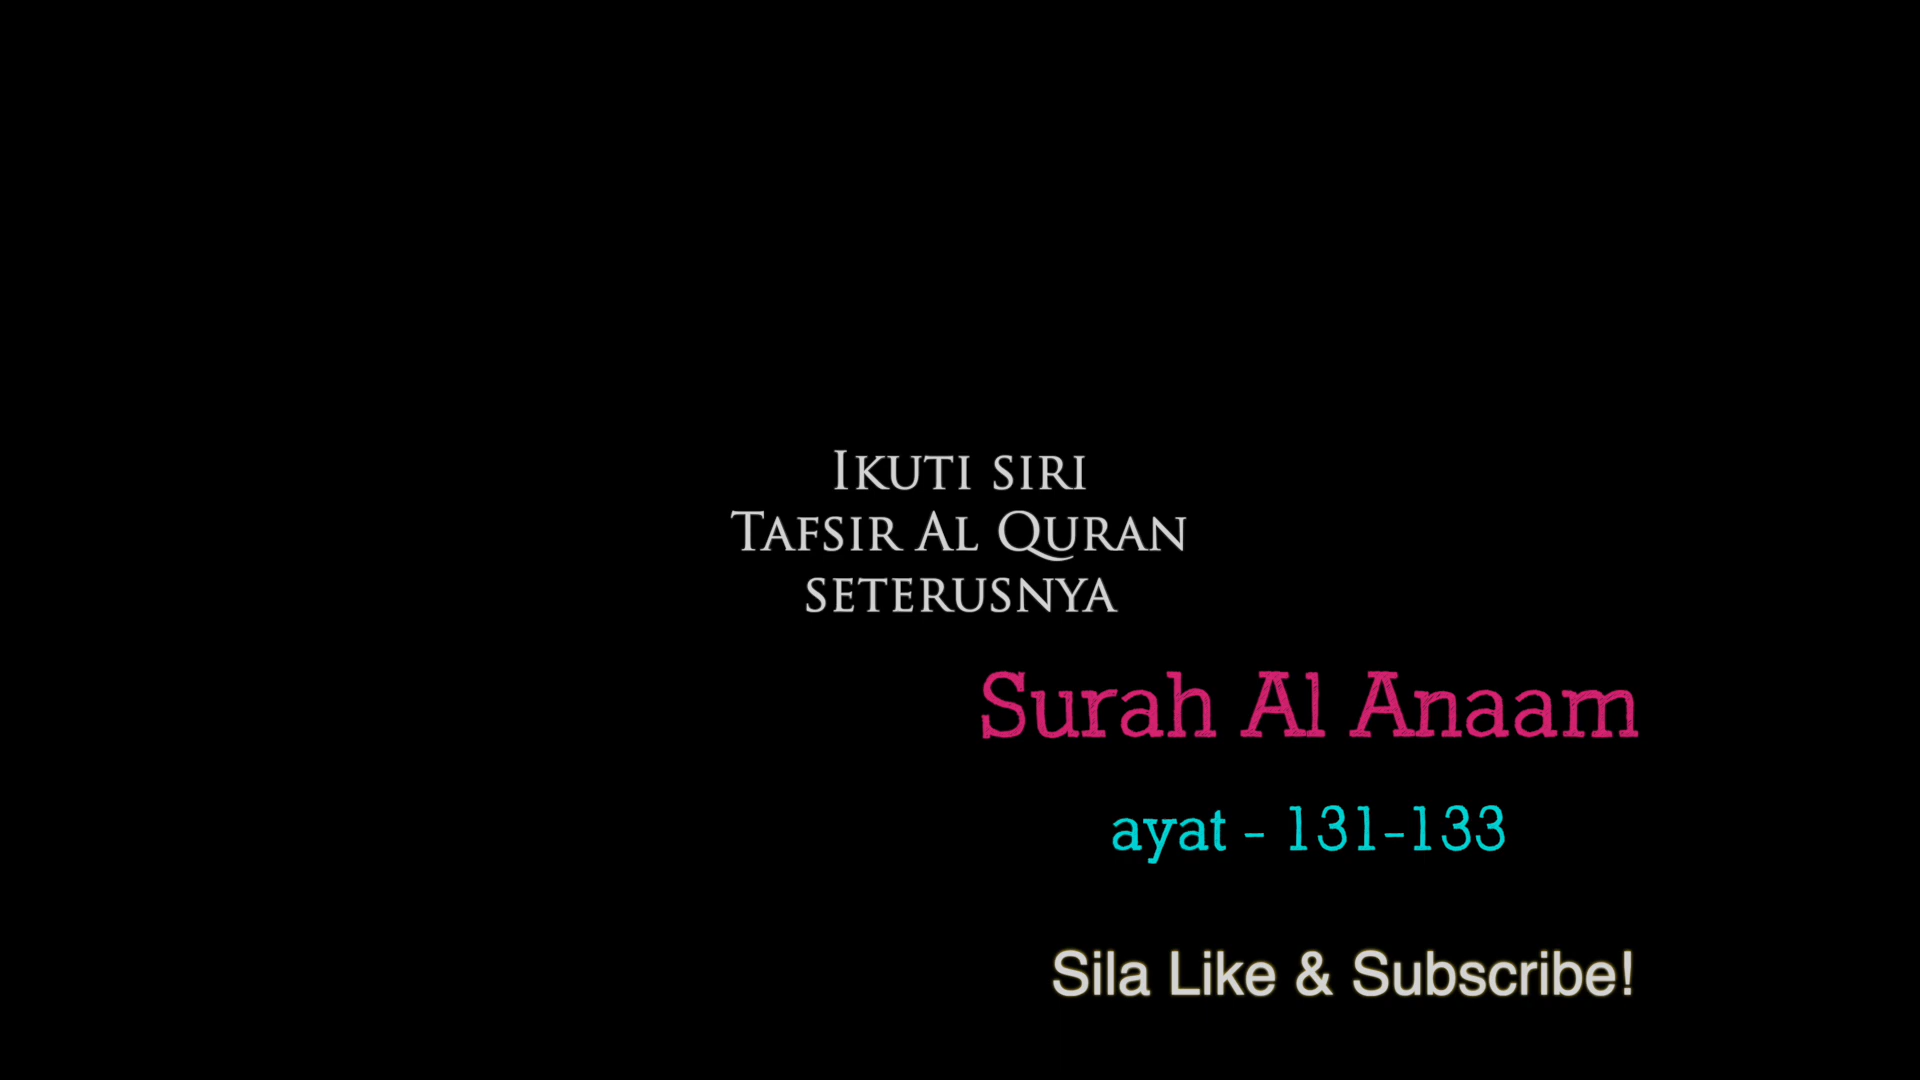 Ikuti siri
Tafsir Al Quran
seterusnya
Surah Al Anaam
ayat - 131-133
Sila Like & Subscribe!